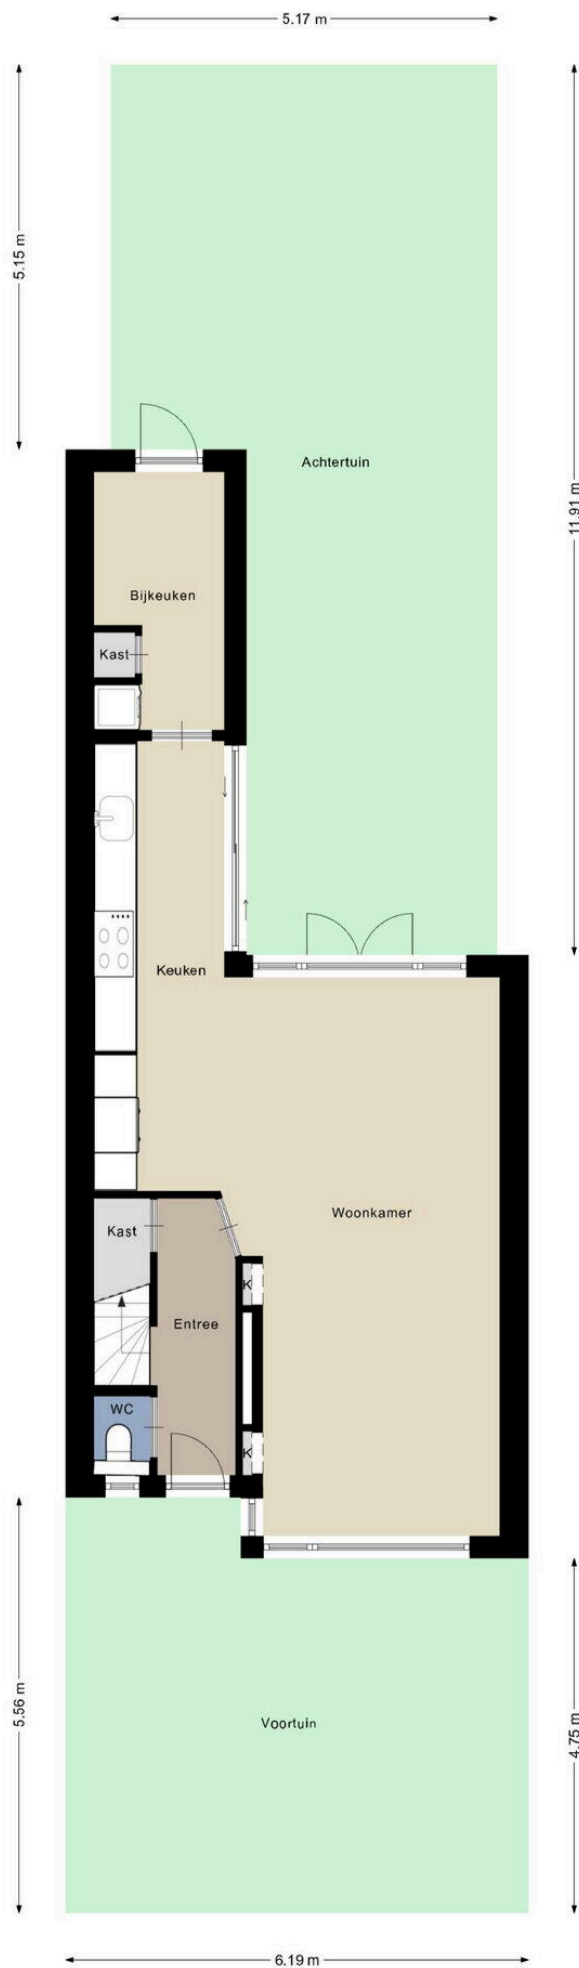 5.17 m
5.15 m
11.91 m
Achtertuin
Bijkeuken
Kast
Keuken
Woonkamer
Kast
K
Entree
WC
K
5.56 m
4.75 m
Voortuin
6.19 m